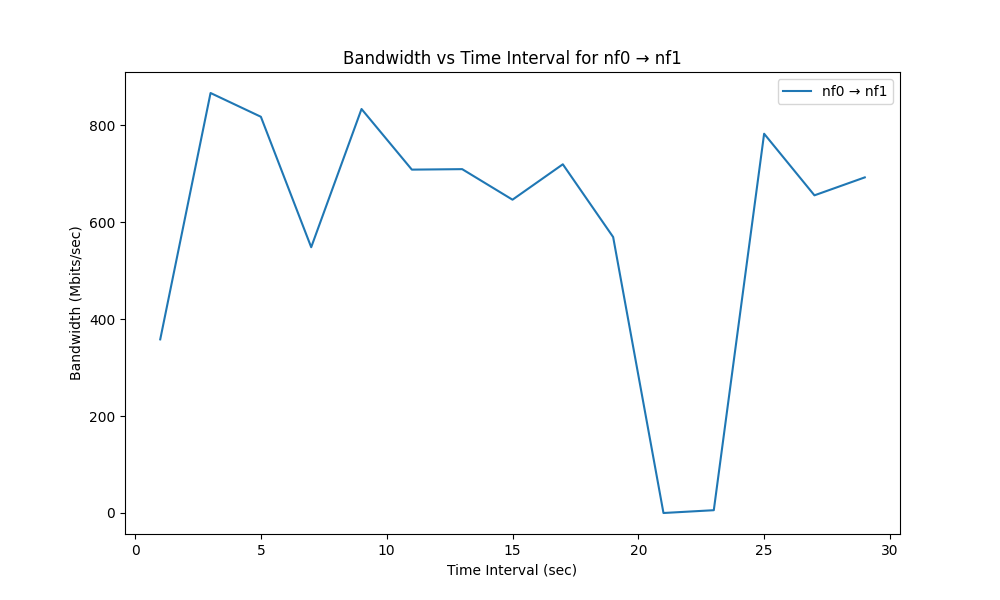 Bandwidth vs Time Interval for nf0 → nf1
nf0 → nf1
Bandwidth (Mbits/sec)
800
600
400
200
0
0 5 10 15 20 25 30
Time Interval (sec)